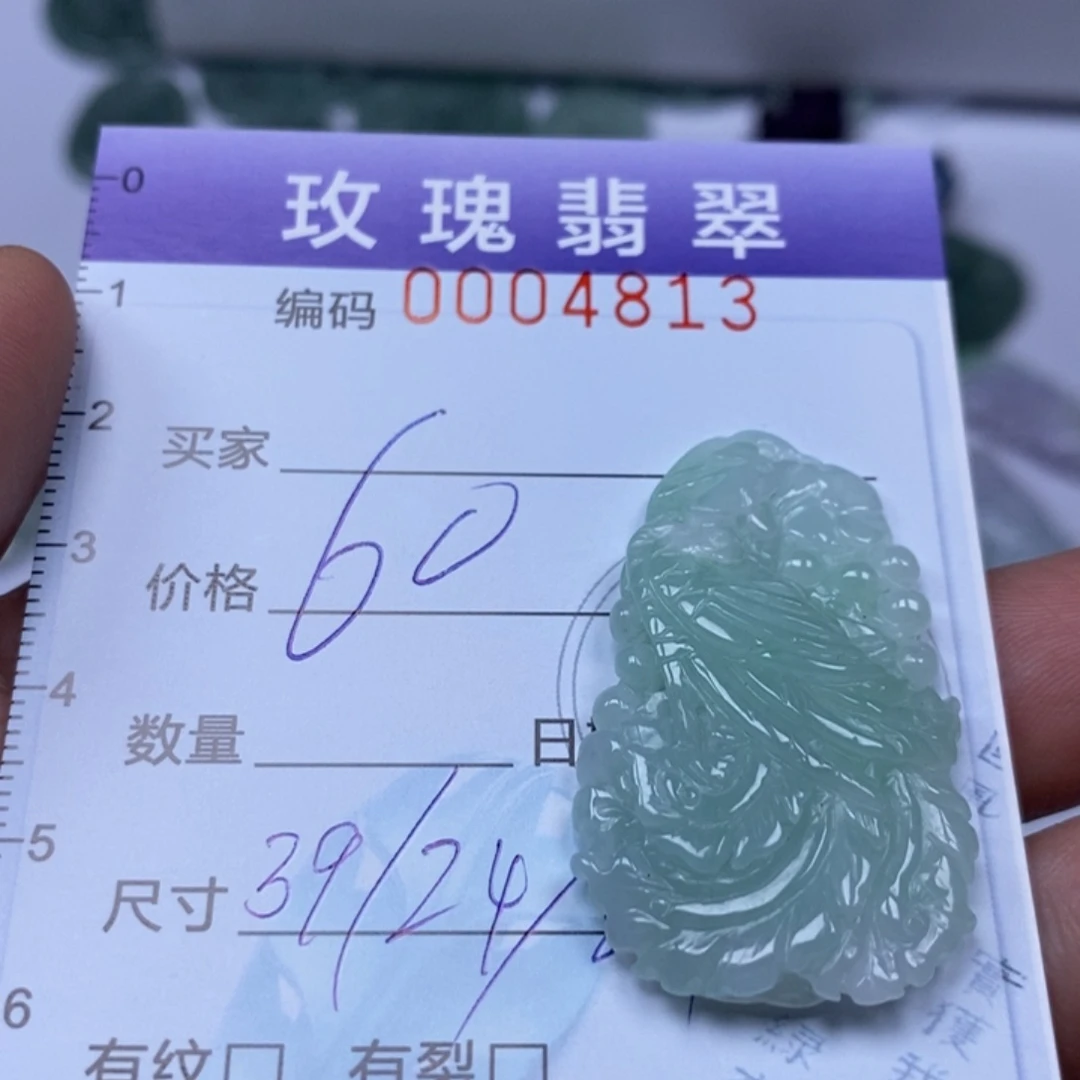 玫瑰翡翠
编码 0004813
0
1
2
3
4
5
6
买家
价格 60
数量 日
尺寸 39/24/
有纹□ 有裂□